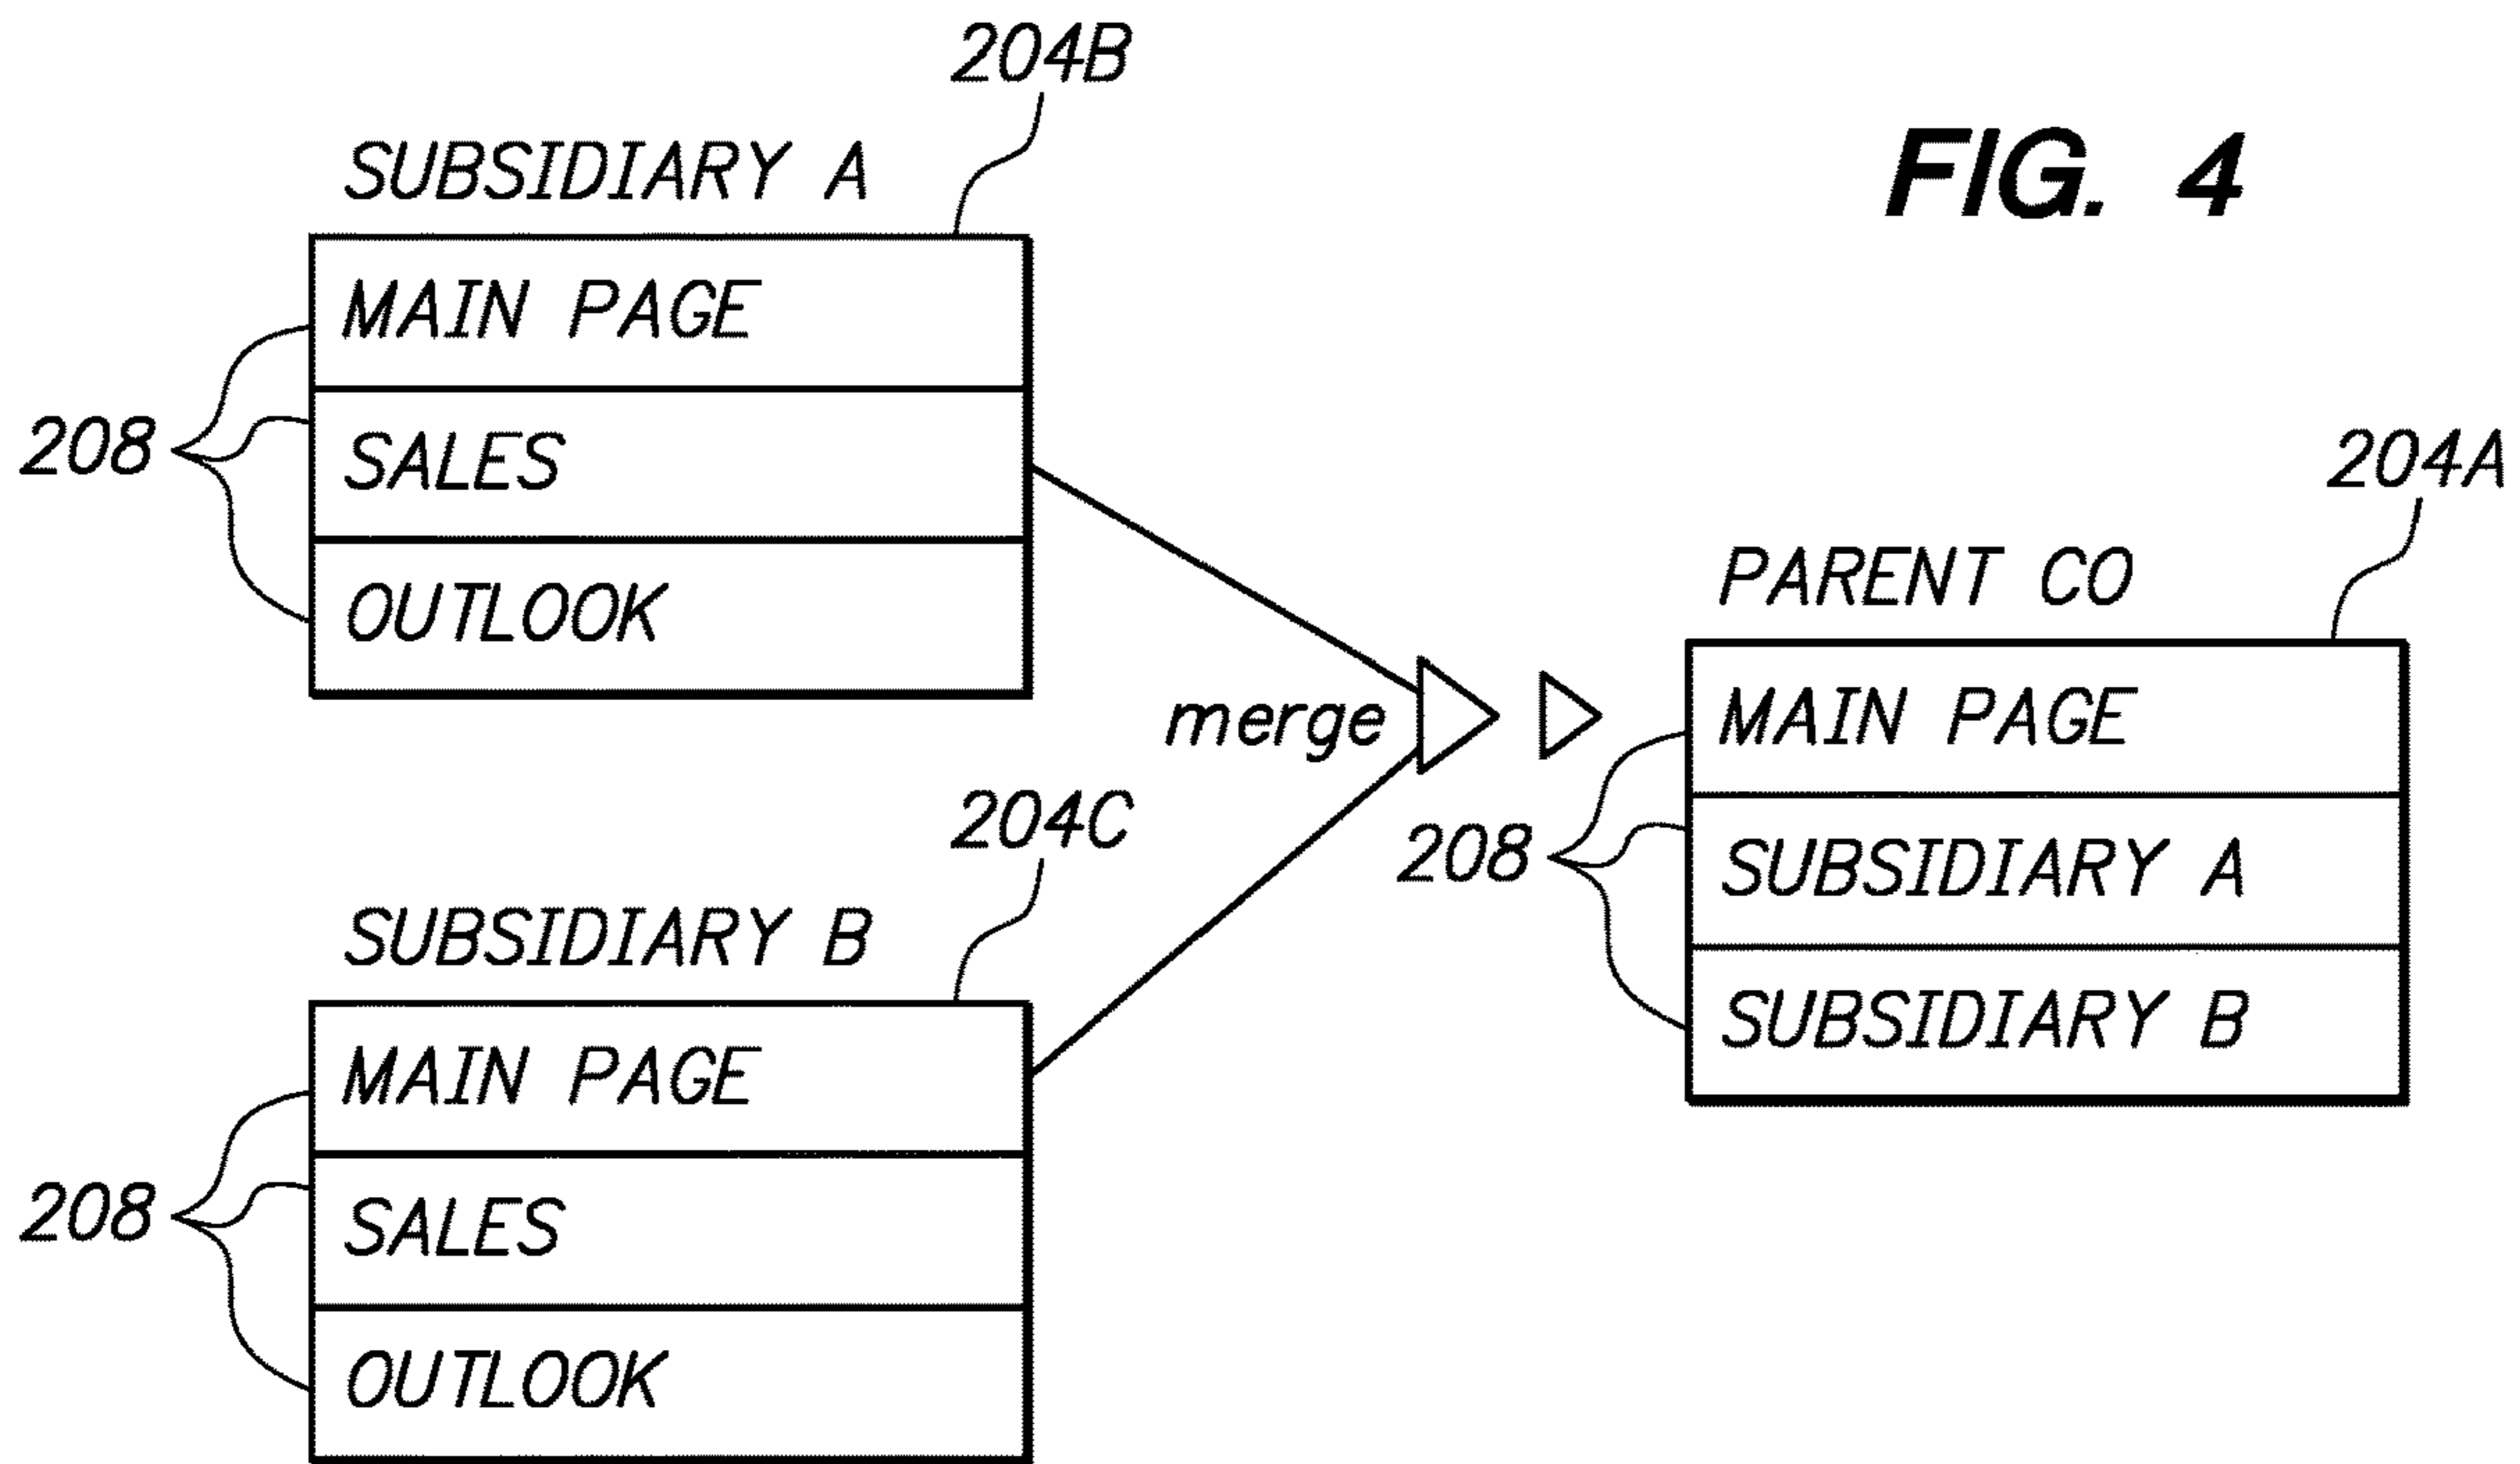 204B
SUBSIDIARY A
FIG. 4
MAIN PAGE
208
SALES
OUTLOOK
204A
PARENT CO
merge
MAIN PAGE
204C
208
SUBSIDIARY A
SUBSIDIARY B
SUBSIDIARY B
MAIN PAGE
208
SALES
OUTLOOK